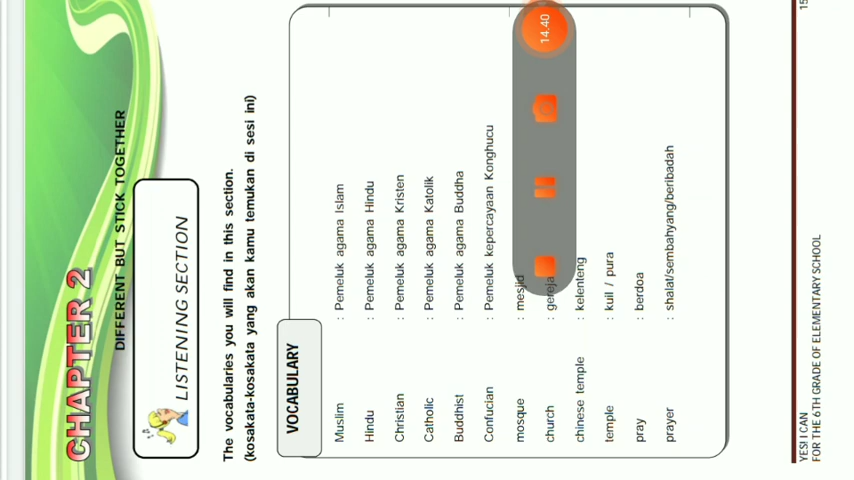 CHAPTER 2
DIFFERENT BUT STICK TOGETHER
LISTENING SECTION
The vocabularies you will find in this section.
(kosakata-kosakata yang akan kamu temukan di sesi ini)
VOCABULARY
Muslim : Pemeluk agama Islam
Hindu : Pemeluk agama Hindu
Christian : Pemeluk agama Kristen
Catholic : Pemeluk agama Katolik
Buddhist : Pemeluk agama Buddha
Confucian : Pemeluk kepercayaan Konghucu
mosque : mesjid
church : gereja
chinese temple : kelenteng
temple : kuil / pura
pray : berdoa
prayer : shalat/sembahyang/beribadah
14.40
YES! I CAN
FOR THE 6TH GRADE OF ELEMENTARY SCHOOL